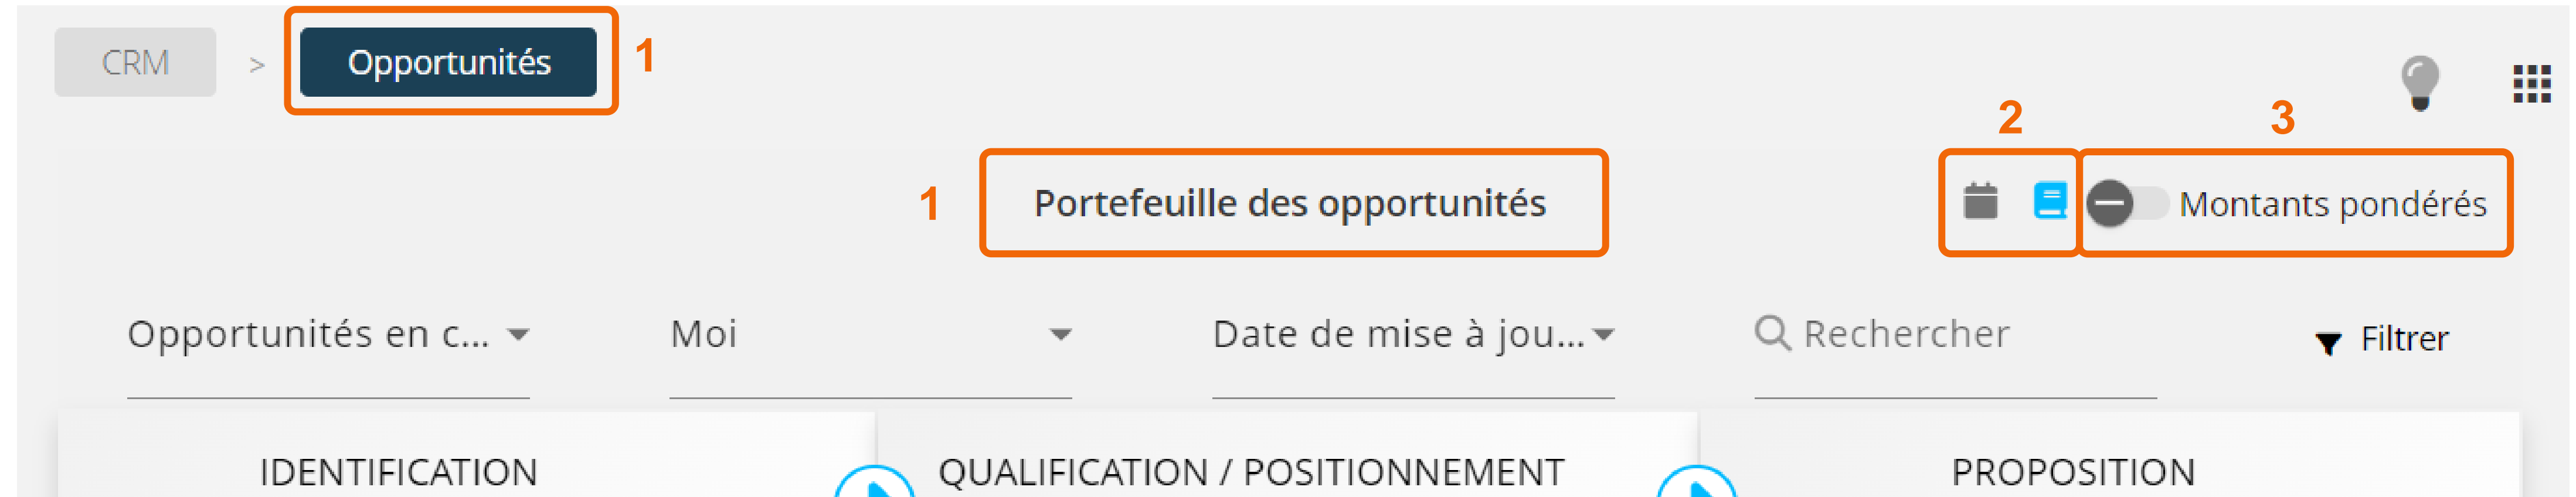 CRM > Opportunités 1
2 3
1 Portefeuille des opportunités Montants pondérés
Opportunités en c... Moi Date de mise à jou... Rechercher Filtrer
IDENTIFICATION QUALIFICATION / POSITIONNEMENT PROPOSITION